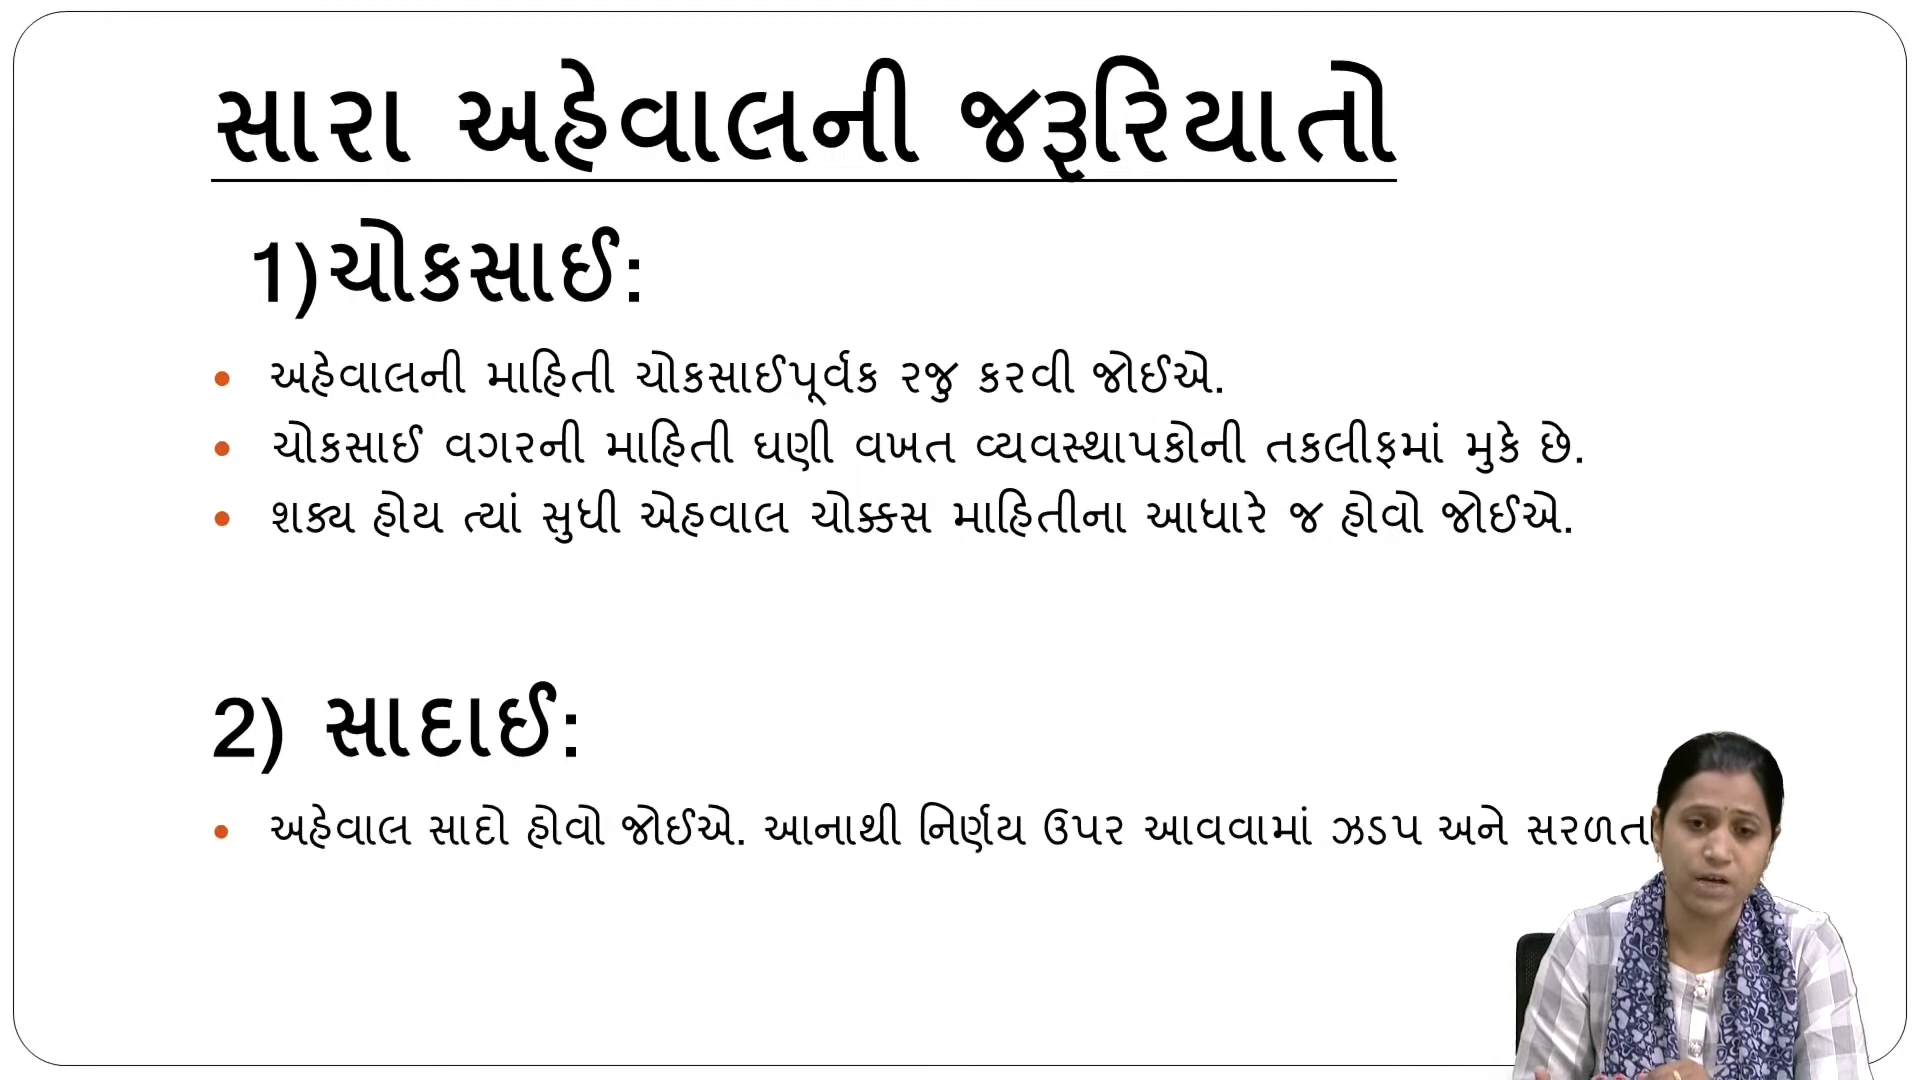 સારા અહેવાલની જરૂરિયાતો
1)ચોકસાઈ:
• અહેવાલની માહિતી ચોકસાઈપૂર્વક રજુ કરવી જોઈએ.
• ચોકસાઈ વગરની માહિતી ઘણી વખત વ્યવસ્થાપકોની તકલીફમાં મુકે છે.
• શક્ય હોય ત્યાં સુધી એહવાલ ચોક્કસ માહિતીના આધારે જ હોવો જોઈએ.
2) સાદાઈ:
• અહેવાલ સાદો હોવો જોઈએ. આનાથી નિર્ણય ઉપર આવવામાં ઝડપ અને સરળતા